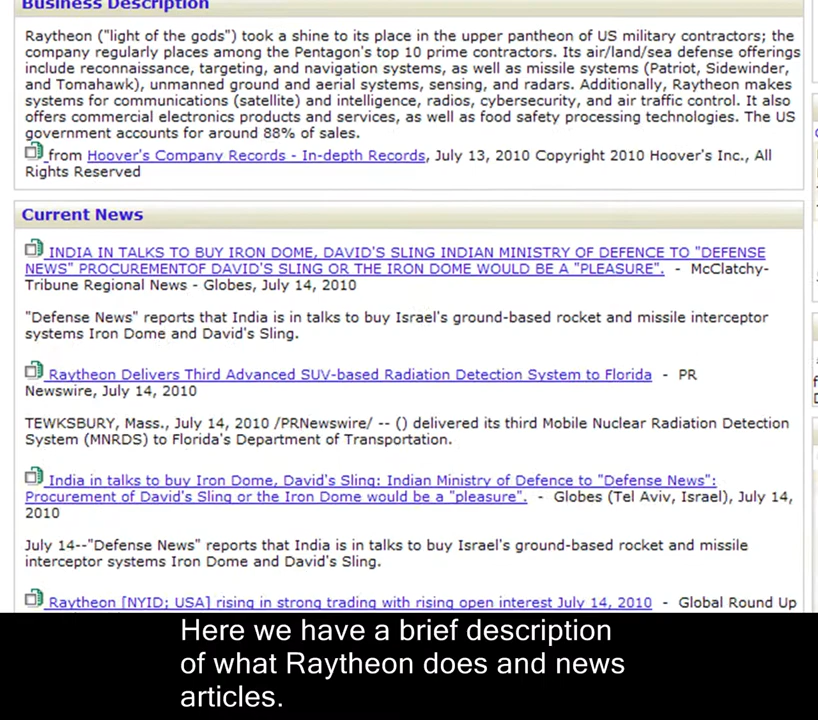 Business Description
Raytheon ("light of the gods") took a shine to its place in the upper pantheon of US military contractors; the
company regularly places among the Pentagon's top 10 prime contractors. Its air/land/sea defense offerings
include reconnaissance, targeting, and navigation systems, as well as missile systems (Patriot, Sidewinder,
and Tomahawk), unmanned ground and aerial systems, sensing, and radars. Additionally, Raytheon makes
systems for communications (satellite) and intelligence, radios, cybersecurity, and air traffic control. It also
offers commercial electronics products and services, as well as food safety processing technologies. The US
government accounts for around 88% of sales.
from Hoover's Company Records - In-depth Records, July 13, 2010 Copyright 2010 Hoover's Inc., All
Rights Reserved
Current News
INDIA IN TALKS TO BUY IRON DOME, DAVID'S SLING INDIAN MINISTRY OF DEFENCE TO "DEFENSE
NEWS" PROCUREMENTOF DAVID'S SLING OR THE IRON DOME WOULD BE A "PLEASURE". - McClatchy-
Tribune Regional News - Globes, July 14, 2010
"Defense News" reports that India is in talks to buy Israel's ground-based rocket and missile interceptor
systems Iron Dome and David's Sling.
Raytheon Delivers Third Advanced SUV-based Radiation Detection System to Florida - PR
Newswire, July 14, 2010
TEWKSBURY, Mass., July 14, 2010 /PRNewswire/ -- () delivered its third Mobile Nuclear Radiation Detection
System (MNRDS) to Florida's Department of Transportation.
India in talks to buy Iron Dome, David's Sling: Indian Ministry of Defence to "Defense News":
Procurement of David's Sling or the Iron Dome would be a "pleasure". - Globes (Tel Aviv, Israel), July 14,
2010
July 14--"Defense News" reports that India is in talks to buy Israel's ground-based rocket and missile
interceptor systems Iron Dome and David's Sling.
Raytheon [NYID; USA] rising in strong trading with rising open interest July 14, 2010 - Global Round Up
Here we have a brief description
of what Raytheon does and news
articles.